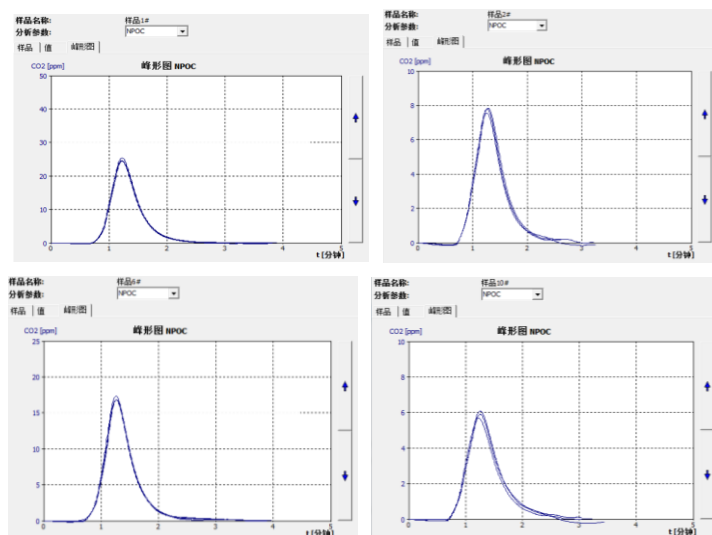 样品名称: 样品1#
分析参数: NPOC
样品 值 峰形图
CO2 [ppm] 峰形图 NPOC
50
40
30
20
10
0
0 1 2 3 4 5
t [分钟]
样品名称: 样品2#
分析参数: NPOC
样品 值 峰形图
CO2 [ppm] 峰形图 NPOC
10
8
6
4
2
0
0 1 2 3 4 5
t [分钟]
样品名称: 样品6#
分析参数: NPOC
样品 值 峰形图
CO2 [ppm] 峰形图 NPOC
25
20
15
10
5
0
0 1 2 3 4 5
t [分钟]
样品名称: 样品10#
分析参数: NPOC
样品 值 峰形图
CO2 [ppm] 峰形图 NPOC
10
8
6
4
2
0
0 1 2 3 4 5
t [分钟]